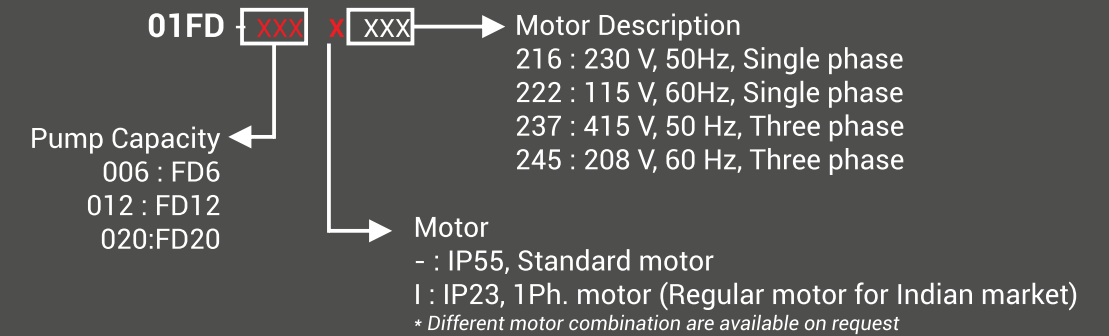 01FD - XXX X XXX
Motor Description
216 : 230 V, 50Hz, Single phase
222 : 115 V, 60Hz, Single phase
237 : 415 V, 50 Hz, Three phase
245 : 208 V, 60 Hz, Three phase
Pump Capacity
006 : FD6
012 : FD12
020:FD20
Motor
- : IP55, Standard motor
I : IP23, 1Ph. motor (Regular motor for Indian market)
* Different motor combination are available on request